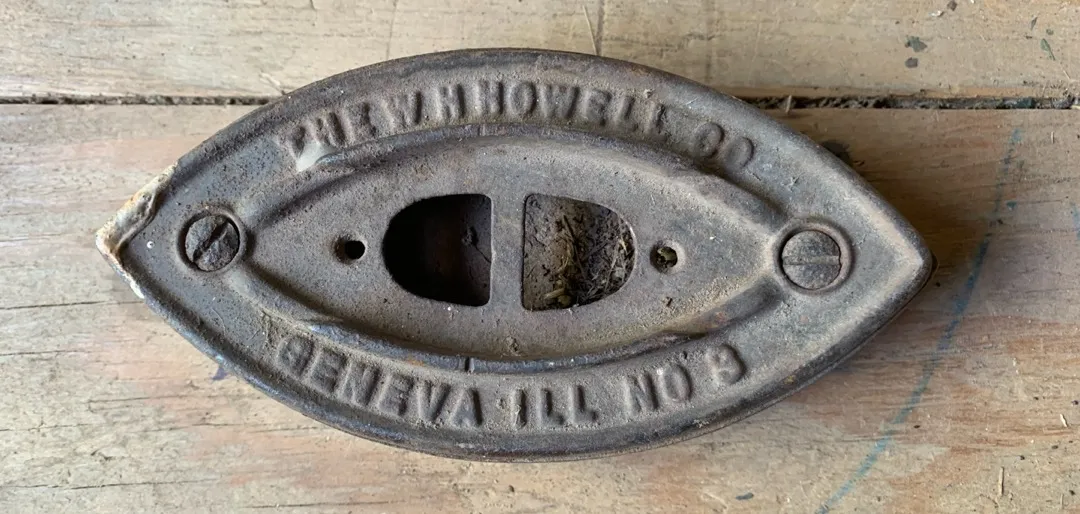 THE W H HOWELL CO
GENEVA ILL NO 3